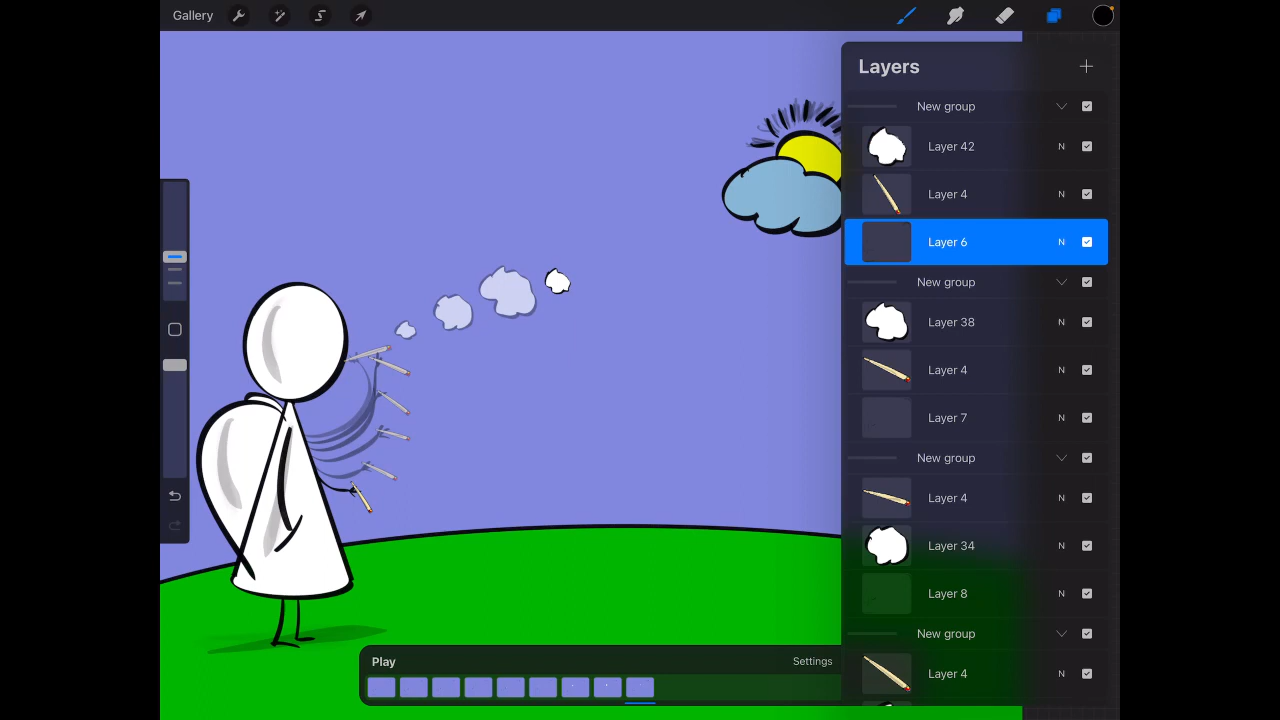 Gallery
Layers
New group
Layer 42 N
Layer 4 N
Layer 6 N
New group
Layer 38 N
Layer 4 N
Layer 7 N
New group
Layer 4 N
Layer 34 N
Layer 8 N
New group
Layer 4 N
Play Settings